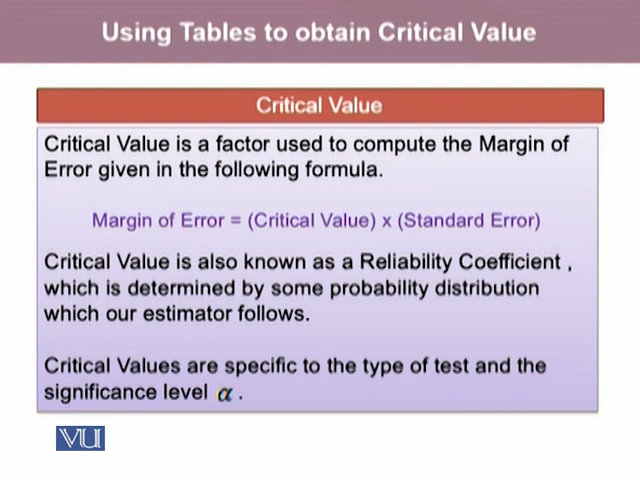 Using Tables to obtain Critical Value
Critical Value
Critical Value is a factor used to compute the Margin of
Error given in the following formula.
Margin of Error = (Critical Value) x (Standard Error)
Critical Value is also known as a Reliability Coefficient ,
which is determined by some probability distribution
which our estimator follows.
Critical Values are specific to the type of test and the
significance level α .
VU